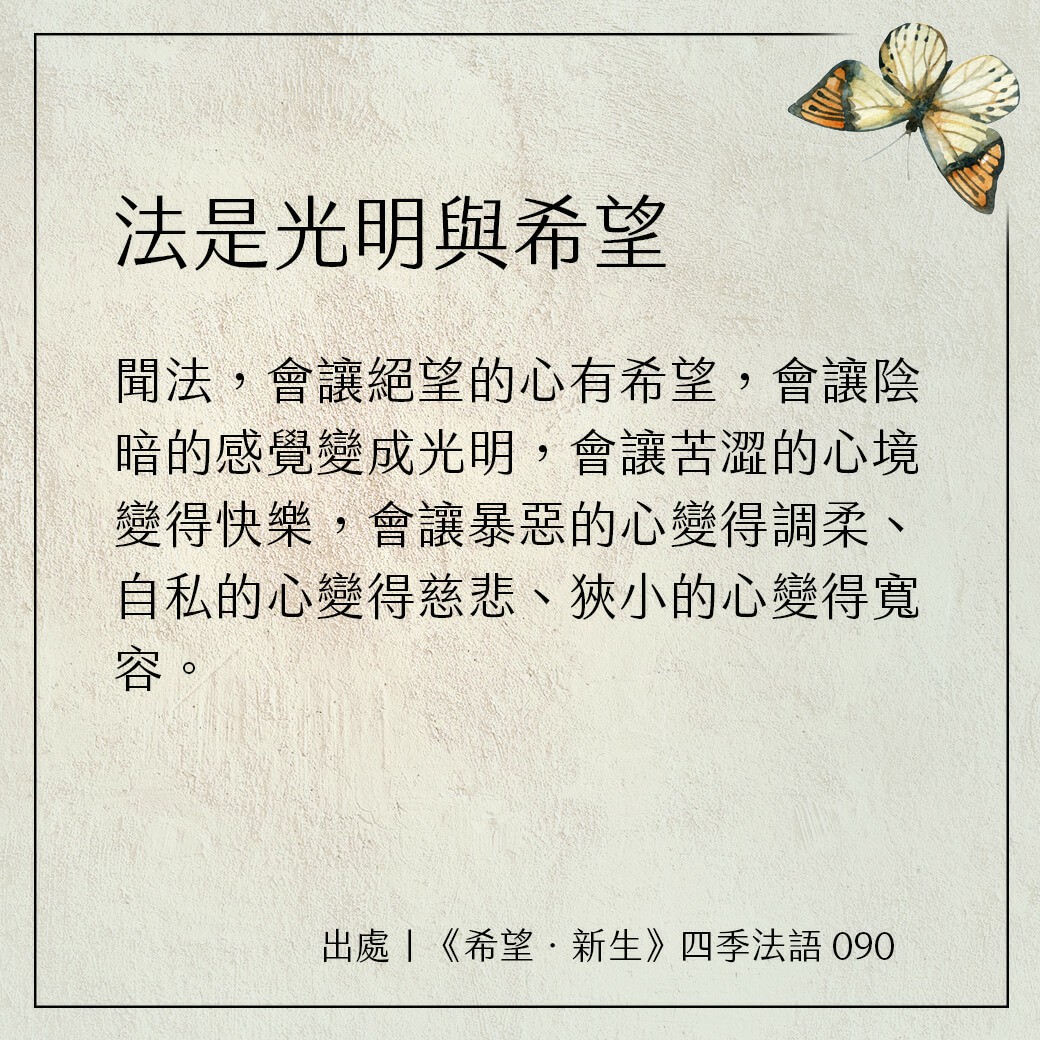 法是光明與希望
聞法，會讓絕望的心有希望，會讓陰
暗的感覺變成光明，會讓苦澀的心境
變得快樂，會讓暴惡的心變得調柔、
自私的心變得慈悲、狹小的心變得寬
容。
出處｜《希望．新生》四季法語 090